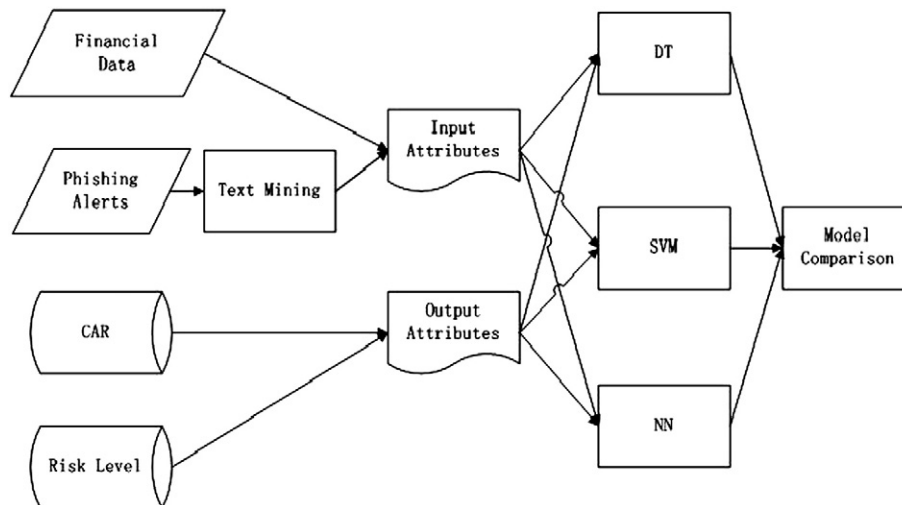 Financial
Data
Phishing
Alerts
Text Mining
CAR
Risk Level
Input
Attributes
Output
Attributes
DT
SVM
NN
Model
Comparison